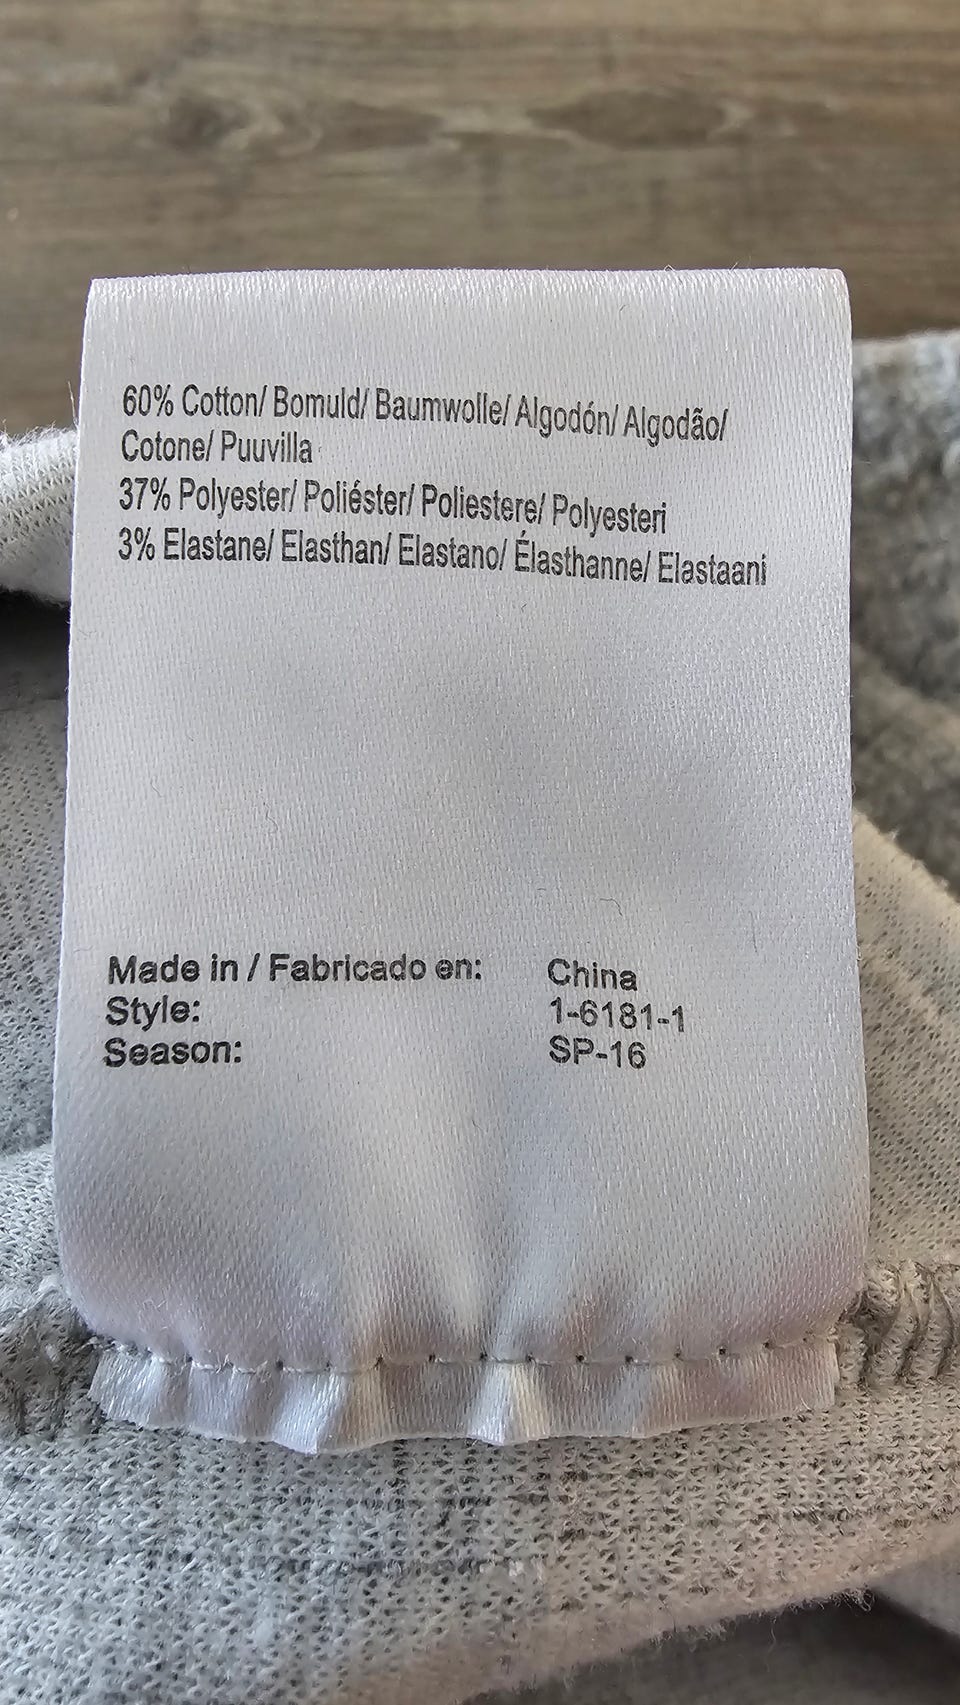 60% Cotton/ Bomuld/ Baumwolle/ Algodón/ Algodão/
Cotone/ Puuvilla
37% Polyester/ Poliéster/ Poliestere/ Polyesteri
3% Elastane/ Elasthan/ Elastano/ Élasthanne/ Elastaani
Made in / Fabricado en: China
Style: 1-6181-1
Season: SP-16